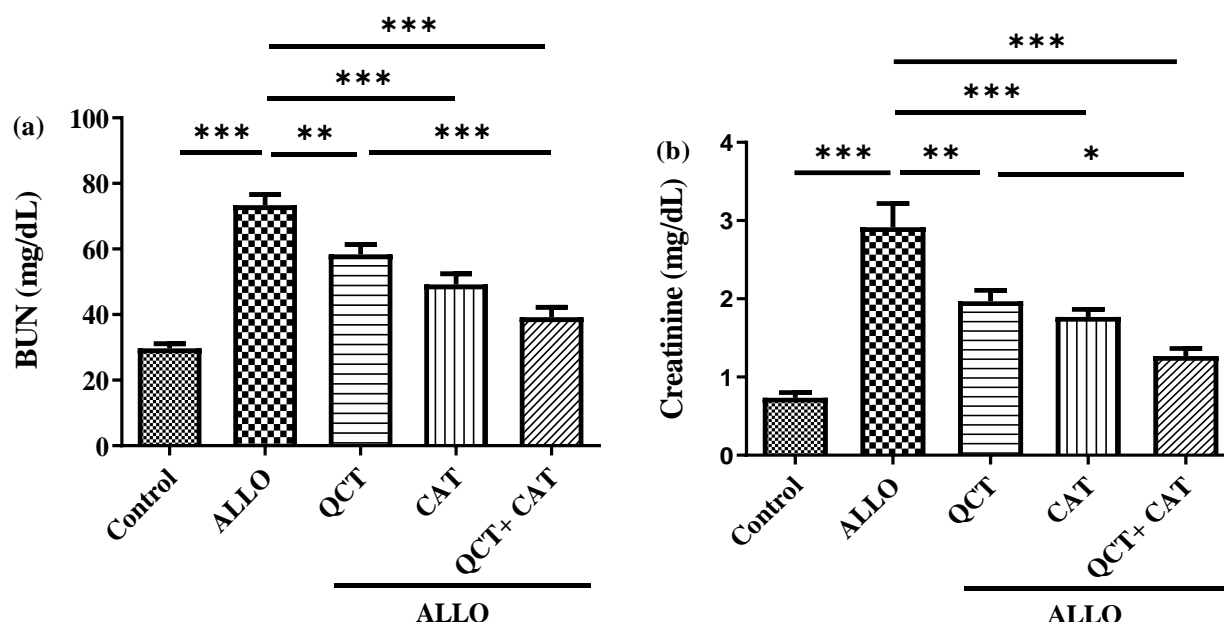 (a)
BUN (mg/dL)
100
80
60
40
20
0
***
***
*** ** ***
Control
ALLO
QCT
CAT
QCT+ CAT
ALLO
(b)
Creatinine (mg/dL)
4
3
2
1
0
***
***
*** ** *
Control
ALLO
QCT
CAT
QCT+ CAT
ALLO